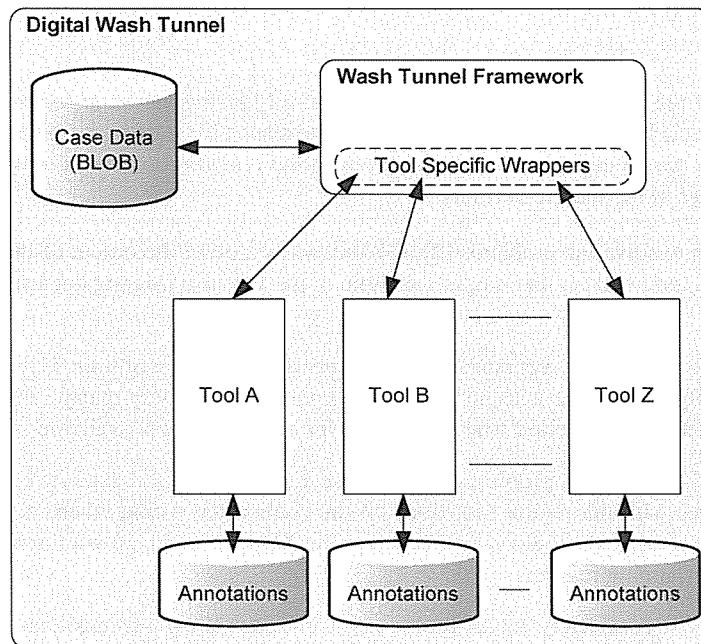 Digital Wash Tunnel
Wash Tunnel Framework
Case Data
(BLOB)
Tool Specific Wrappers
Tool A
Tool B
Tool Z
Annotations
Annotations
Annotations